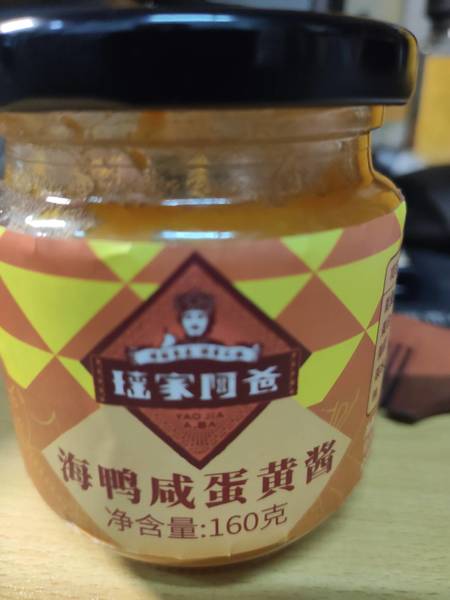 瑶家阿爸
YAO JIA
A BA
海鸭咸蛋黄酱
净含量:160克